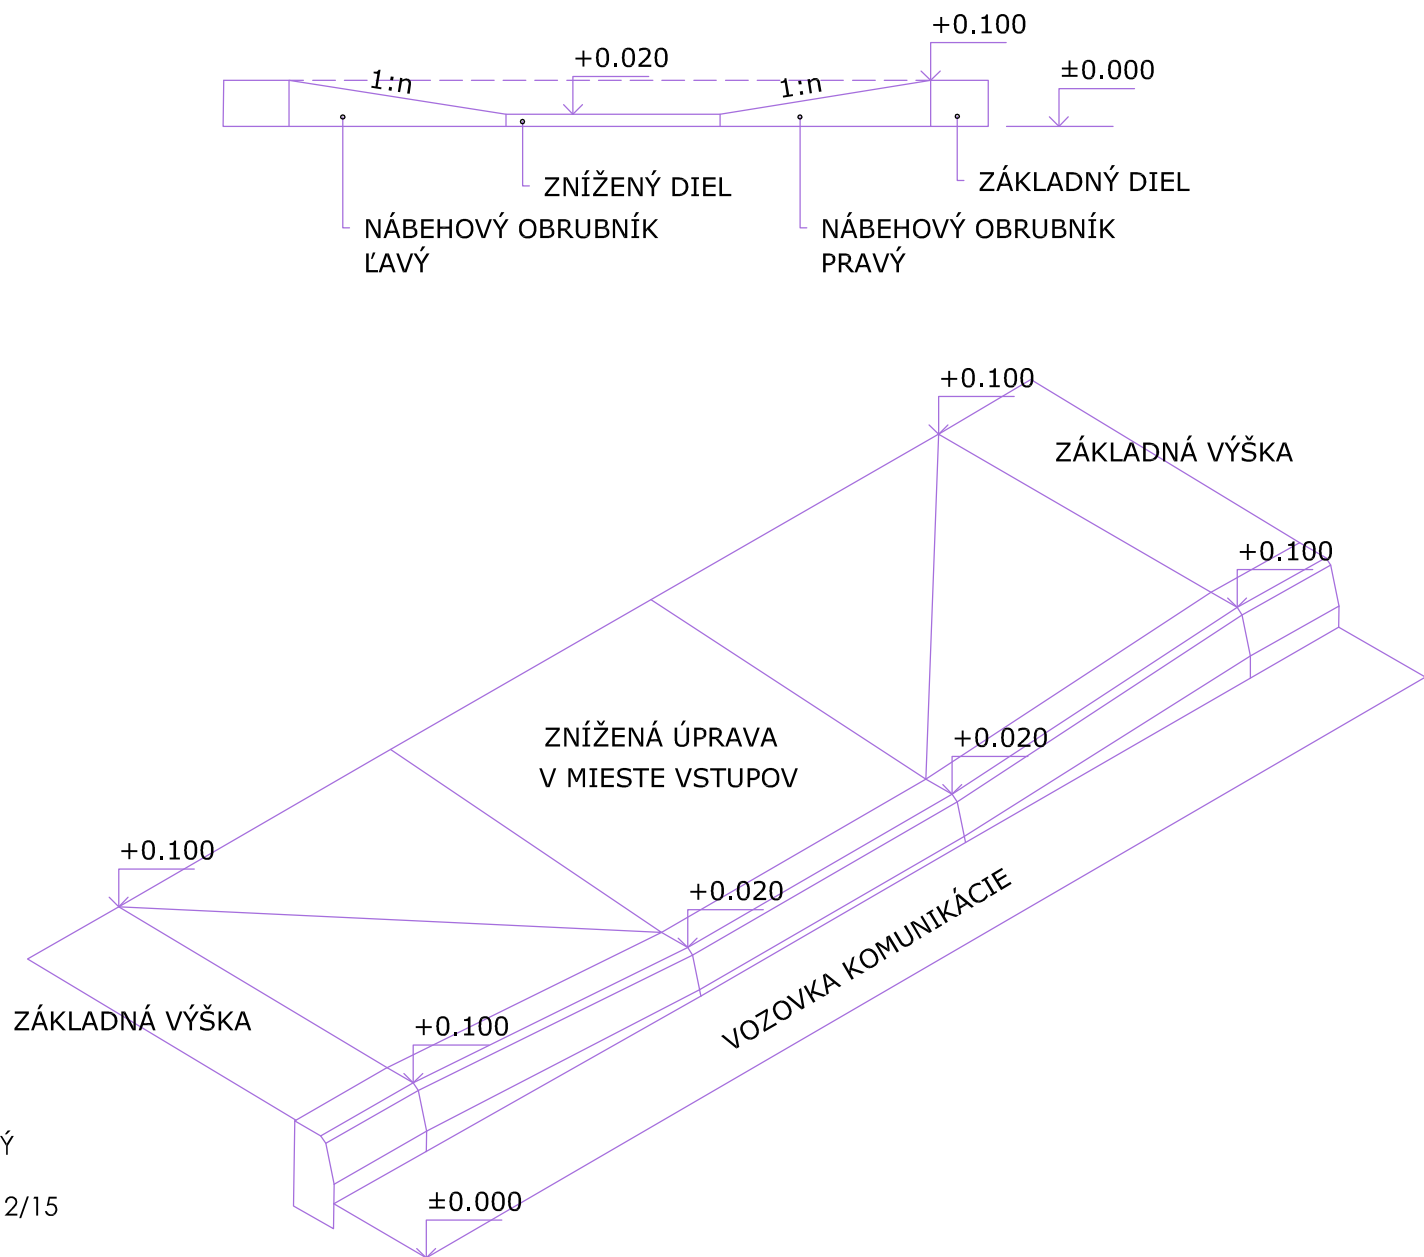 +0.100
+0.020
±0.000
1:n
1:n
ZNÍŽENÝ DIEL
ZÁKLADNÝ DIEL
NÁBEHOVÝ OBRUBNÍK
ĽAVÝ
NÁBEHOVÝ OBRUBNÍK
PRAVÝ
+0.100
ZÁKLADNÁ VÝŠKA
+0.100
ZNÍŽENÁ ÚPRAVA
V MIESTE VSTUPOV
+0.020
+0.100
+0.020
VOZOVKA KOMUNIKÁCIE
ZÁKLADNÁ VÝŠKA
+0.100
Ý
2/15
±0.000